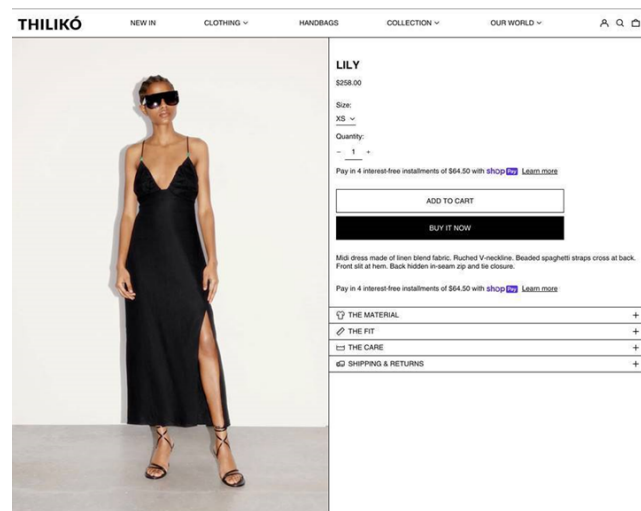 THILIKÓ
NEW IN
CLOTHING
HANDBAGS
COLLECTION
OUR WORLD
LILY
$258.00
Size:
XS
Quantity:
− 1 +
Pay in 4 interest-free installments of $64.50 with shop Pay Learn more
ADD TO CART
BUY IT NOW
Midi dress made of linen blend fabric. Ruched V-neckline. Beaded spaghetti straps cross at back.
Front slit at hem. Back hidden in-seam zip and tie closure.
Pay in 4 interest-free installments of $64.50 with shop Pay Learn more
THE MATERIAL +
THE FIT +
THE CARE +
SHIPPING & RETURNS +